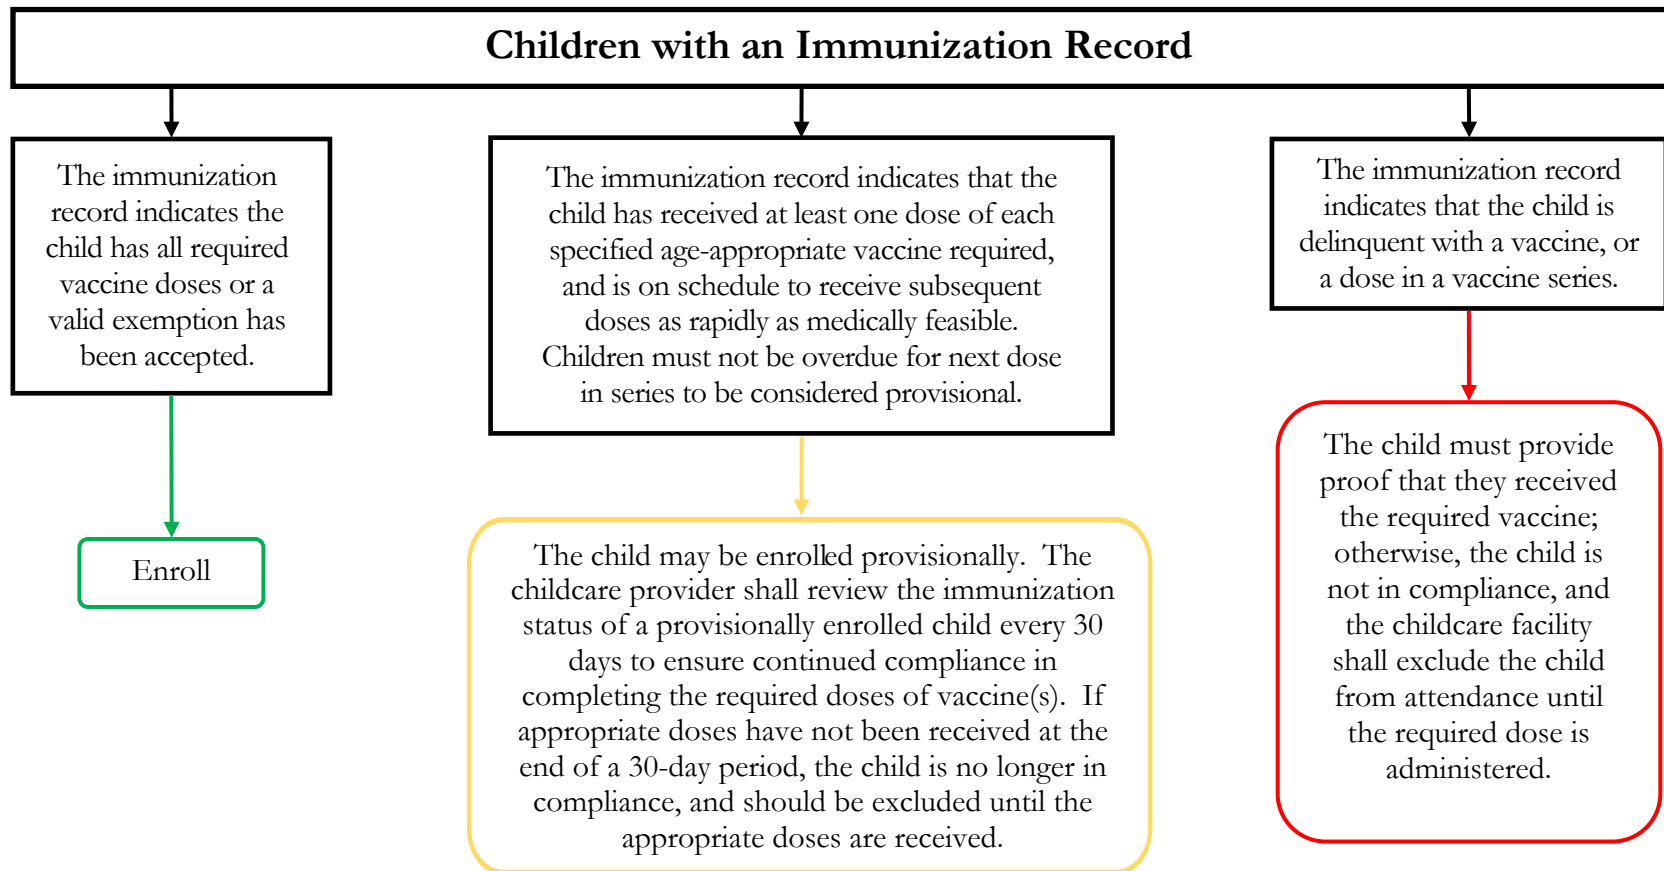 Children with an Immunization Record
The immunization
record indicates the
child has all required
vaccine doses or a
valid exemption has
been accepted.
Enroll
The immunization record indicates that the
child has received at least one dose of each
specified age-appropriate vaccine required,
and is on schedule to receive subsequent
doses as rapidly as medically feasible.
Children must not be overdue for next dose
in series to be considered provisional.
The child may be enrolled provisionally.  The
childcare provider shall review the immunization
status of a provisionally enrolled child every 30
days to ensure continued compliance in
completing the required doses of vaccine(s).  If
appropriate doses have not been received at the
end of a 30-day period, the child is no longer in
compliance, and should be excluded until the
appropriate doses are received.
The immunization record
indicates that the child is
delinquent with a vaccine, or
a dose in a vaccine series.
The child must provide
proof that they received
the required vaccine;
otherwise, the child is
not in compliance, and
the childcare facility
shall exclude the child
from attendance until
the required dose is
administered.